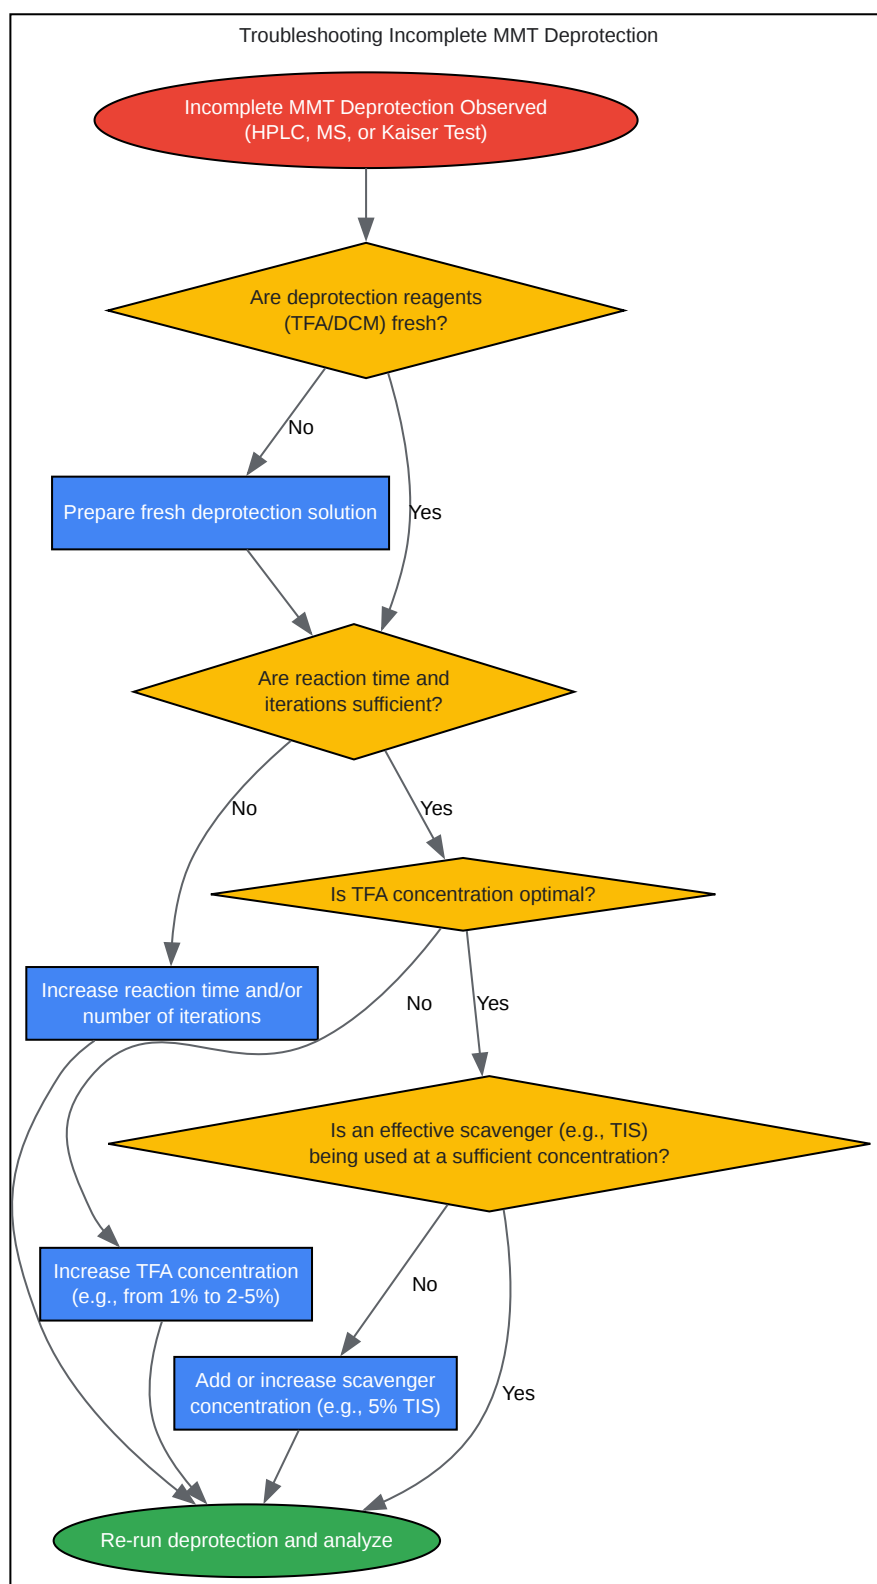 Troubleshooting Incomplete MMT Deprotection
Incomplete MMT Deprotection Observed
(HPLC, MS, or Kaiser Test)
Are deprotection reagents
(TFA/DCM) fresh?
No
Prepare fresh deprotection solution
Yes
Are reaction time and
iterations sufficient?
No
Yes
Is TFA concentration optimal?
Increase reaction time and/or
number of iterations
No
Yes
Is an effective scavenger (e.g., TIS)
being used at a sufficient concentration?
Increase TFA concentration
(e.g., from 1% to 2-5%)
No
Add or increase scavenger
concentration (e.g., 5% TIS)
Yes
Re-run deprotection and analyze